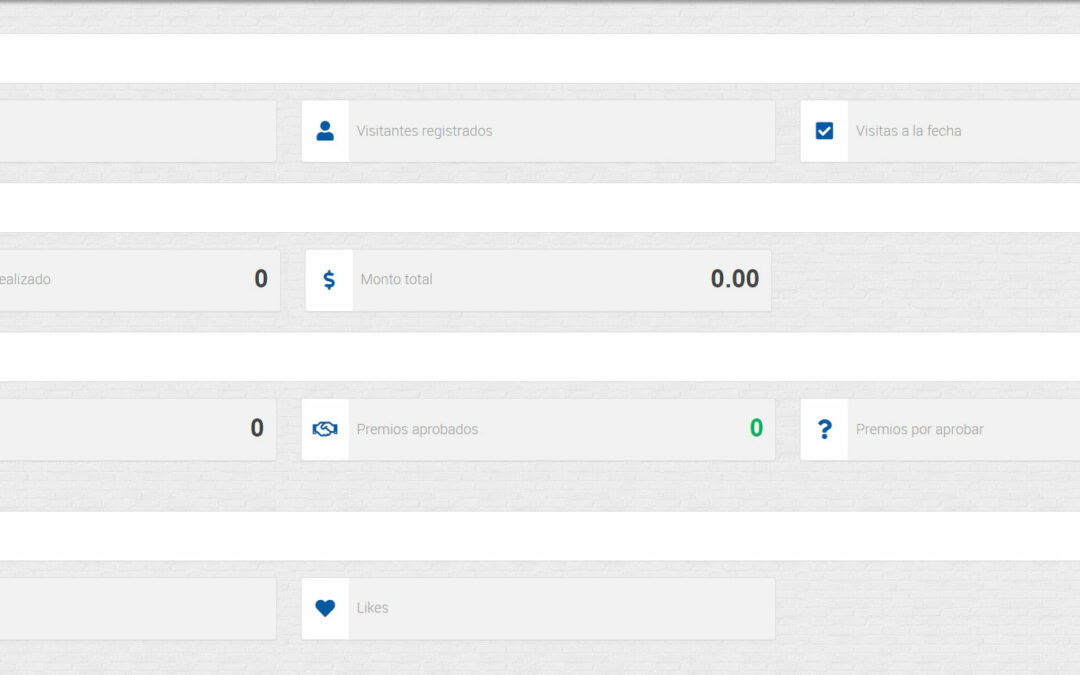 Visitantes registrados
Visitas a la fecha
ealizado 0
$ Monto total 0.00
0
Premios aprobados 0
? Premios por aprobar
Likes